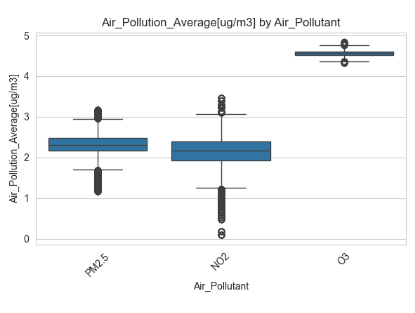 Air_Pollution_Average[ug/m3] by Air_Pollutant
Air_Pollution_Average[ug/m3]
5
4
3
2
1
0
PM2.5
NO2
O3
Air_Pollutant